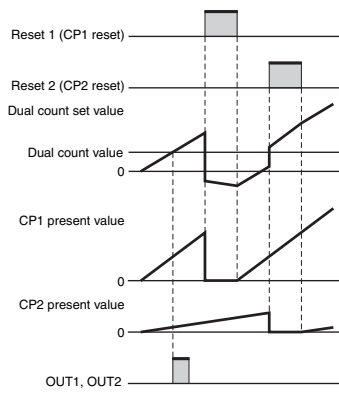 Reset 1 (CP1 reset)
Reset 2 (CP2 reset)
Dual count set value
Dual count value
0
CP1 present value
0
CP2 present value
0
OUT1, OUT2